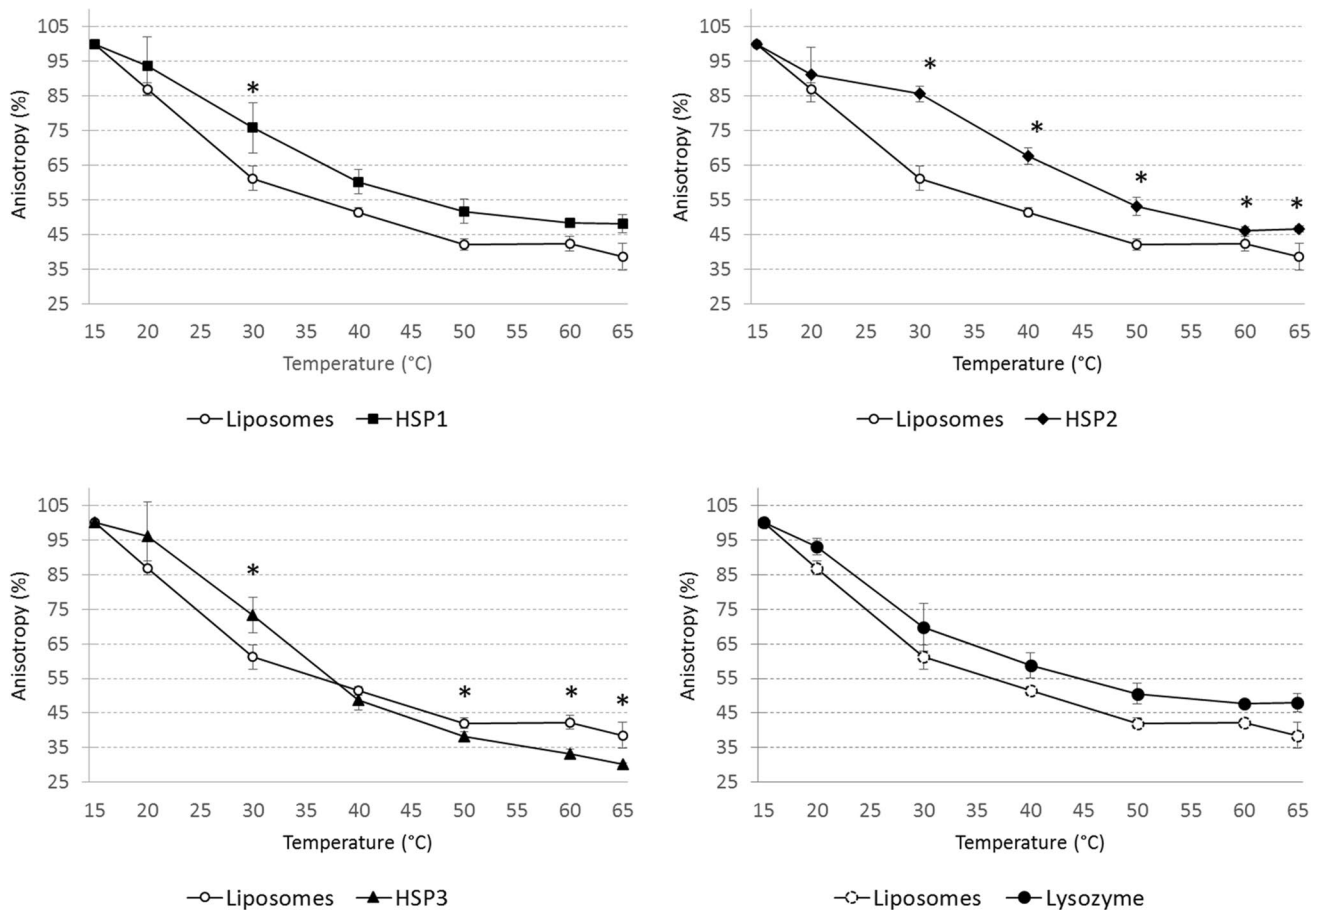 105
95
85
75
65
55
45
35
25
Anisotropy (%)
*
15 20 25 30 35 40 45 50 55 60 65
Temperature (°C)
Liposomes HSP1
105
95
85
75
65
55
45
35
25
Anisotropy (%)
* * * * *
15 20 25 30 35 40 45 50 55 60 65
Temperature (°C)
Liposomes HSP2
105
95
85
75
65
55
45
35
25
Anisotropy (%)
* * * *
15 20 25 30 35 40 45 50 55 60 65
Temperature (°C)
Liposomes HSP3
105
95
85
75
65
55
45
35
25
Anisotropy (%)
15 20 25 30 35 40 45 50 55 60 65
Temperature (°C)
Liposomes Lysozyme